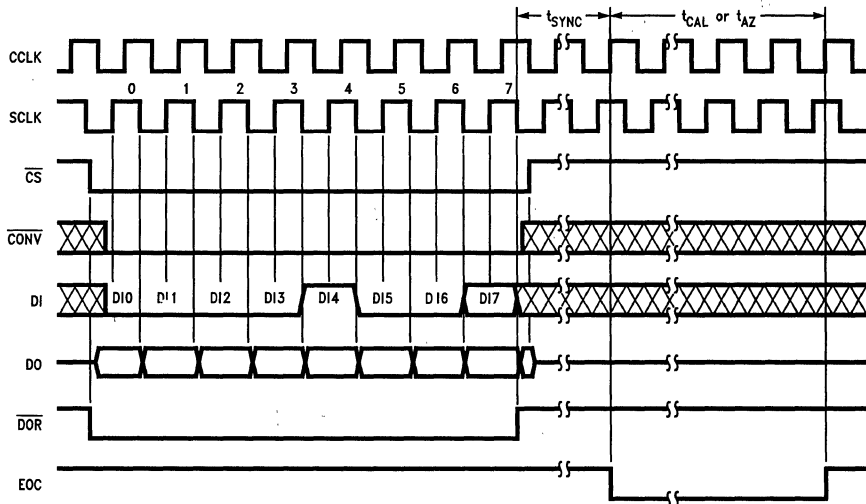 tSYNC
tCAL or tAZ
CCLK
0 1 2 3 4 5 6 7
SCLK
CS
CONV
DI DI0 DI1 DI2 DI3 DI4 DI5 DI6 DI7
DO
DOR
EOC